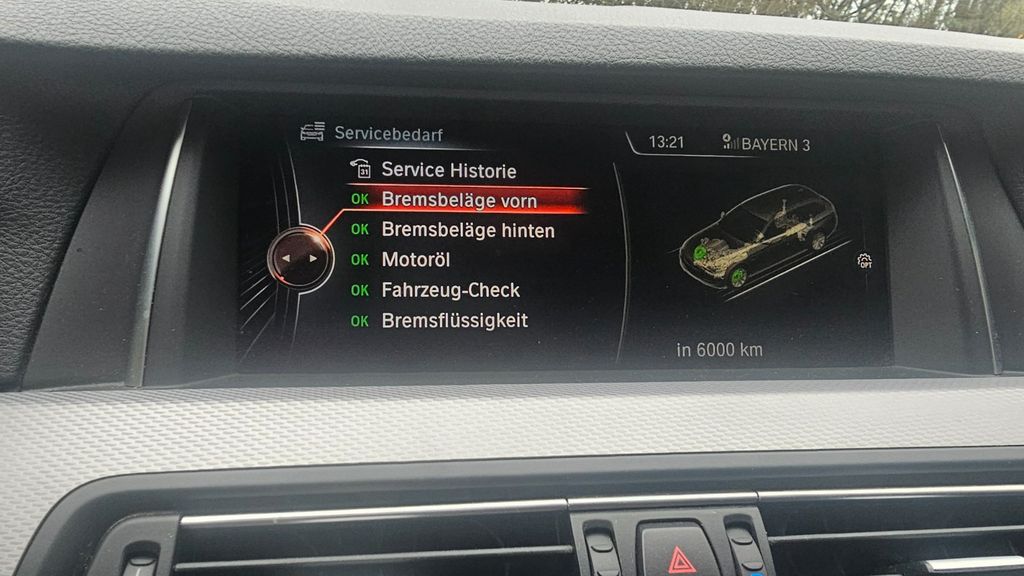 Servicebedarf
13:21
BAYERN 3
31
Service Historie
OK Bremsbeläge vorn
OK Bremsbeläge hinten
OK Motoröl
OK Fahrzeug-Check
OK Bremsflüssigkeit
OPT
in 6000 km